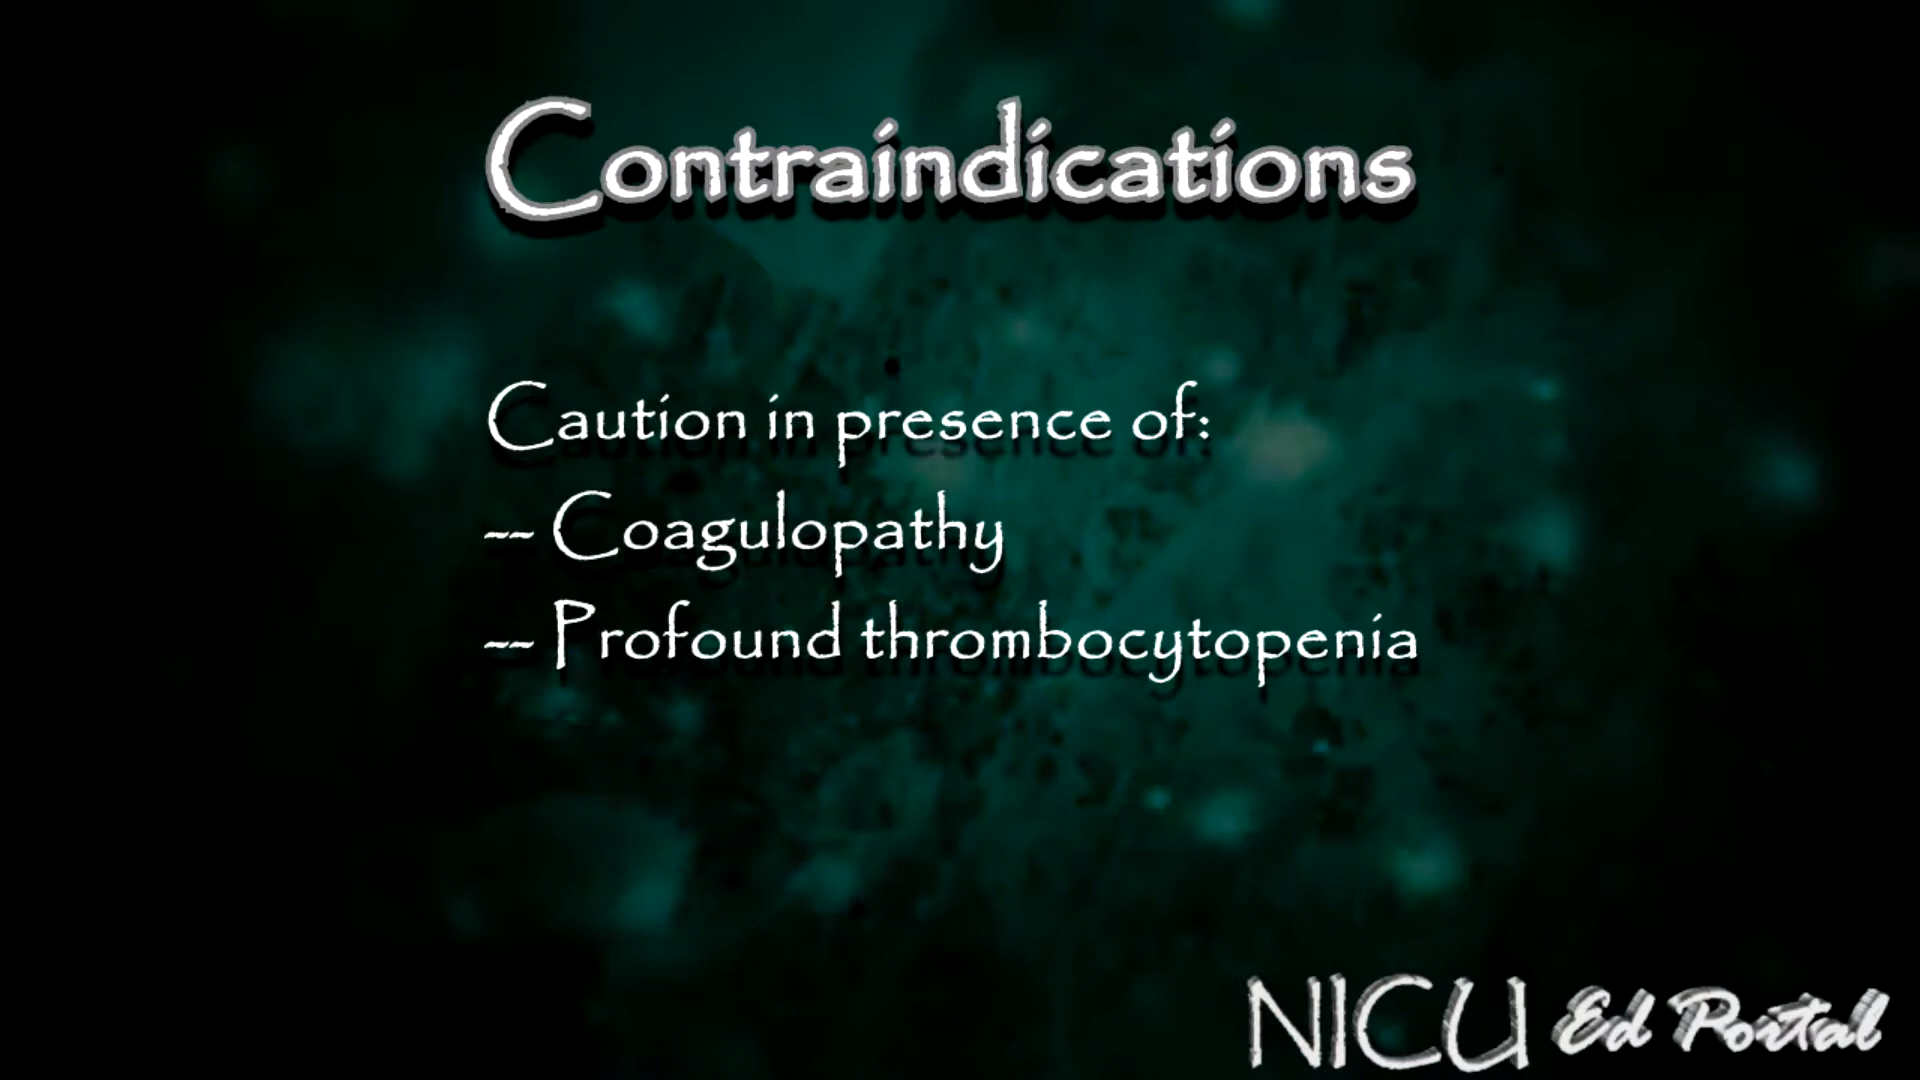 Contraindications
Caution in presence of:
-- Coagulopathy
-- Profound thrombocytopenia
NICU Ed Portal